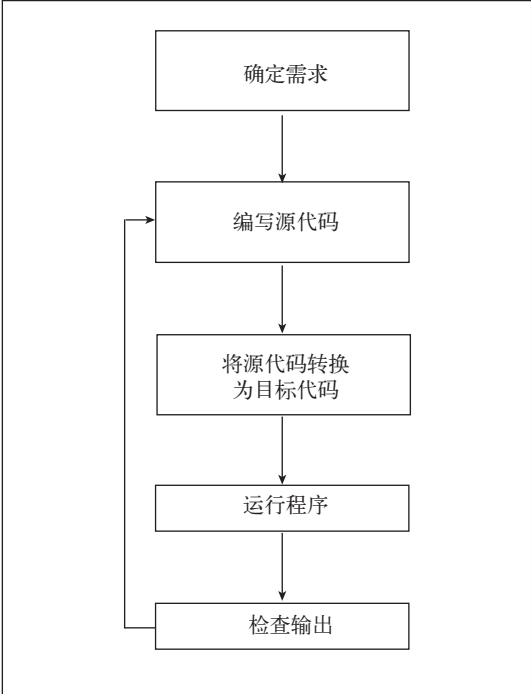 确定需求
编写源代码
将源代码转换
为目标代码
运行程序
检查输出